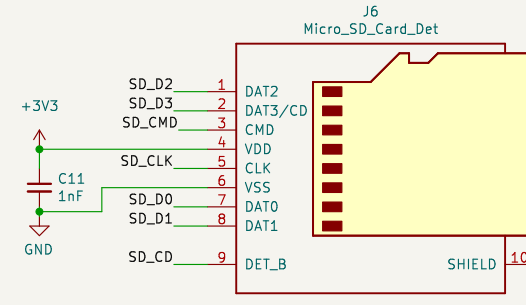 J6
Micro_SD_Card_Det
SD_D2 1 DAT2
SD_D3 2 DAT3/CD
SD_CMD 3 CMD
+3V3
4 VDD
SD_CLK 5 CLK
C11
6 VSS
1nF
SD_D0 7 DAT0
SD_D1 8 DAT1
GND
SD_CD 9 DET_B
SHIELD 10